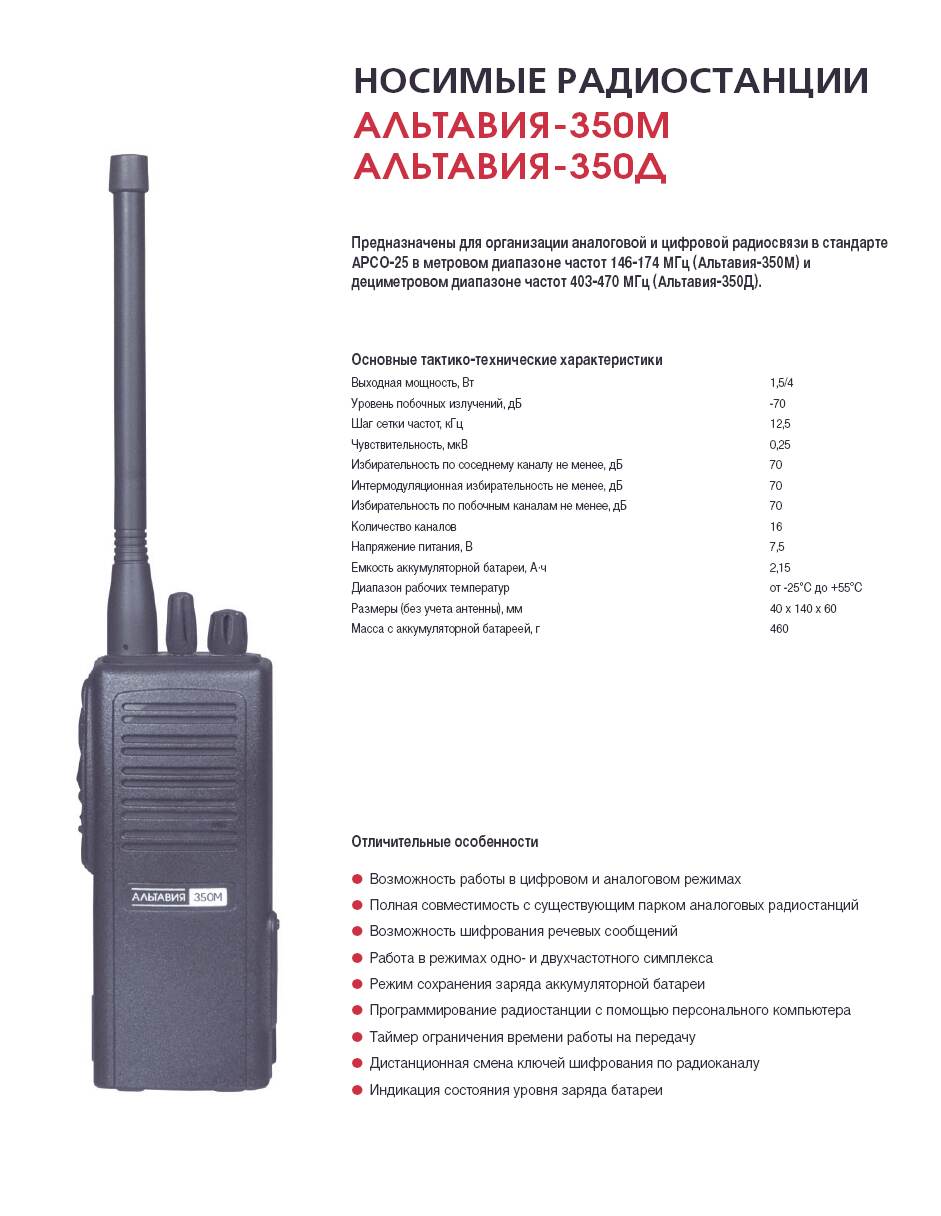 НОСИМЫЕ РАДИОСТАНЦИИ
АЛЬТАВИЯ-350М
АЛЬТАВИЯ-350Д
Предназначены для организации аналоговой и цифровой радиосвязи в стандарте
АРСО-25 в метровом диапазоне частот 146-174 МГц (Альтавия-350М) и
дециметровом диапазоне частот 403-470 МГц (Альтавия-350Д).
Основные тактико-технические характеристики
Выходная мощность, Вт 1,5/4
Уровень побочных излучений, дБ -70
Шаг сетки частот, кГц 12,5
Чувствительность, мкВ 0,25
Избирательность по соседнему каналу не менее, дБ 70
Интермодуляционная избирательность не менее, дБ 70
Избирательность по побочным каналам не менее, дБ 70
Количество каналов 16
Напряжение питания, В 7,5
Емкость аккумуляторной батареи, А·ч 2,15
Диапазон рабочих температур от -25°С до +55°С
Размеры (без учета антенны), мм 40 х 140 х 60
Масса с аккумуляторной батареей, г 460
Отличительные особенности
Возможность работы в цифровом и аналоговом режимах
Полная совместимость с существующим парком аналоговых радиостанций
Возможность шифрования речевых сообщений
Работа в режимах одно- и двухчастотного симплекса
Режим сохранения заряда аккумуляторной батареи
Программирование радиостанции с помощью персонального компьютера
Таймер ограничения времени работы на передачу
Дистанционная смена ключей шифрования по радиоканалу
Индикация состояния уровня заряда батареи
АЛЬТАВИЯ 350М